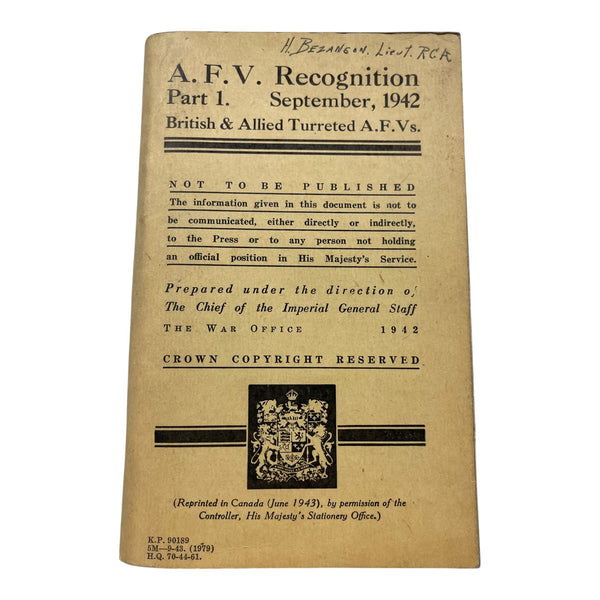 H. Bezanson. Lieut. RCA
A.F.V. Recognition
Part 1. September, 1942
British & Allied Turreted A.F.Vs.
NOT TO BE PUBLISHED
The information given in this document is not to
be communicated, either directly or indirectly,
to the Press or to any person not holding
an official position in His Majesty's Service.
Prepared under the direction of
The Chief of the Imperial General Staff
THE WAR OFFICE 1942
CROWN COPYRIGHT RESERVED
(Reprinted in Canada (June 1943), by permission of the
Controller, His Majesty's Stationery Office.)
K.P. 90189
5M—9-43. (1979)
H.Q. 70-44-61.